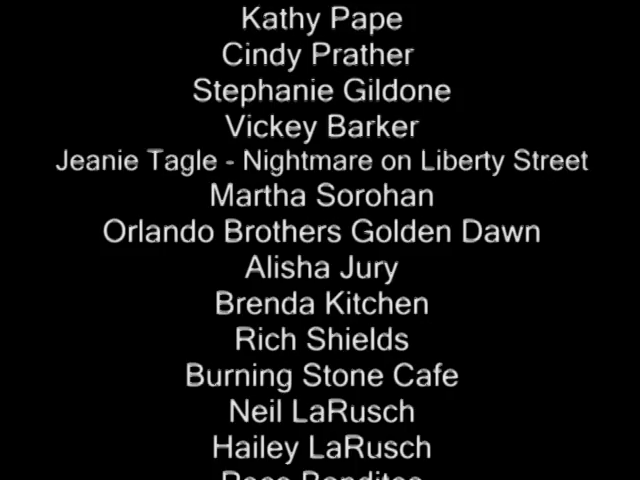 Kathy Pape
Cindy Prather
Stephanie Gildone
Vickey Barker
Jeanie Tagle - Nightmare on Liberty Street
Martha Sorohan
Orlando Brothers Golden Dawn
Alisha Jury
Brenda Kitchen
Rich Shields
Burning Stone Cafe
Neil LaRusch
Hailey LaRusch